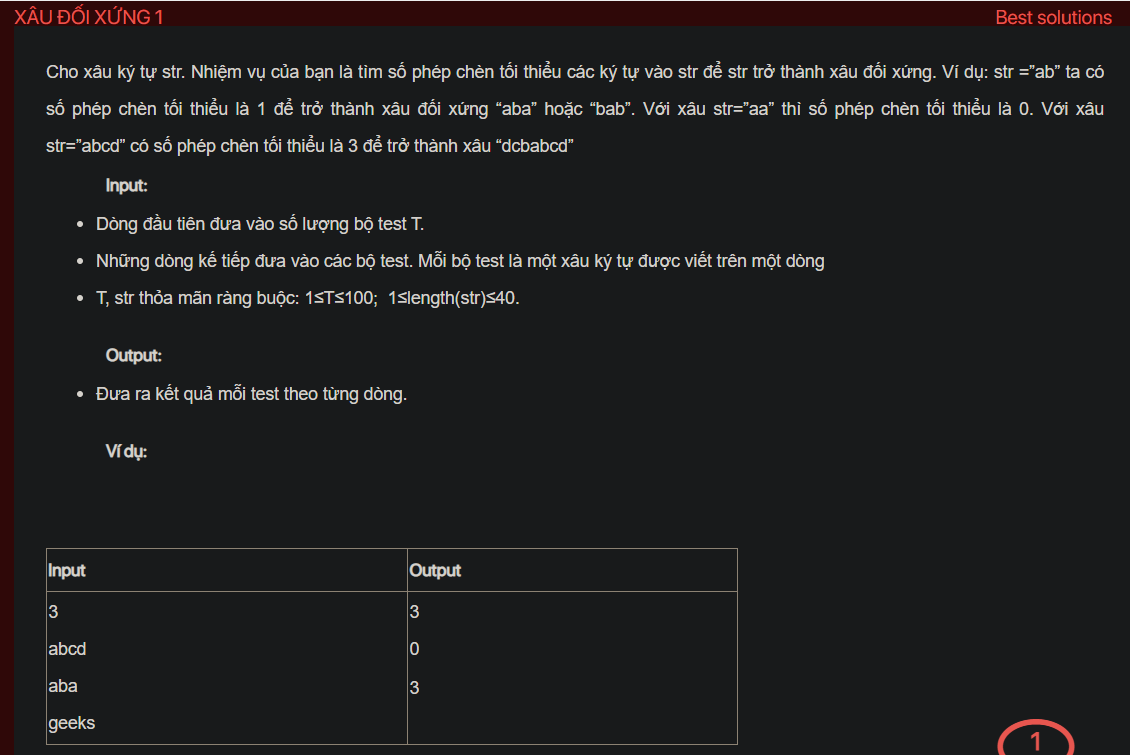 XÂU ĐỐI XỨNG 1
Best solutions
Cho xâu ký tự str. Nhiệm vụ của bạn là tìm số phép chèn tối thiểu các ký tự vào str để str trở thành xâu đối xứng. Ví dụ: str =”ab” ta có
số phép chèn tối thiểu là 1 để trở thành xâu đối xứng “aba” hoặc “bab”. Với xâu str=”aa” thì số phép chèn tối thiểu là 0. Với xâu
str=”abcd” có số phép chèn tối thiểu là 3 để trở thành xâu “dcbabcd”
Input:
• Dòng đầu tiên đưa vào số lượng bộ test T.
• Những dòng kế tiếp đưa vào các bộ test. Mỗi bộ test là một xâu ký tự được viết trên một dòng
• T, str thỏa mãn ràng buộc: 1≤T≤100; 1≤length(str)≤40.
Output:
• Đưa ra kết quả mỗi test theo từng dòng.
Ví dụ:
Input Output
3 3
abcd 0
aba 3
geeks
1